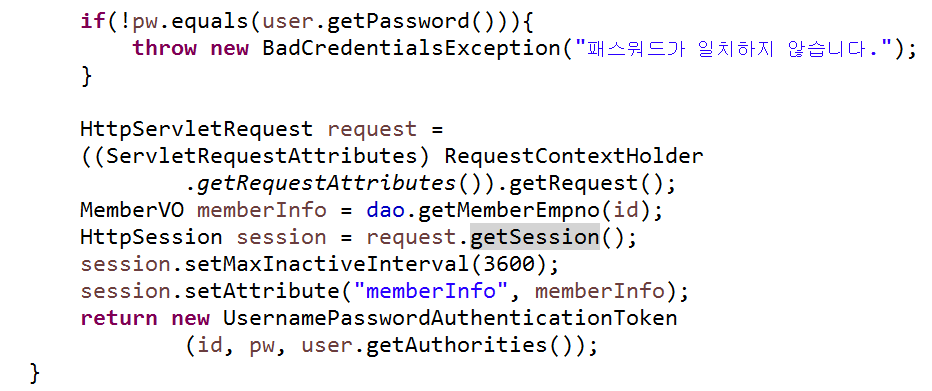 if(!pw.equals(user.getPassword())){
throw new BadCredentialsException("패스워드가 일치하지 않습니다.");
}
HttpServletRequest request =
((ServletRequestAttributes) RequestContextHolder
.getRequestAttributes()).getRequest();
MemberVO memberInfo = dao.getMemberEmpno(id);
HttpSession session = request.getSession();
session.setMaxInactiveInterval(3600);
session.setAttribute("memberInfo", memberInfo);
return new UsernamePasswordAuthenticationToken
(id, pw, user.getAuthorities());
}